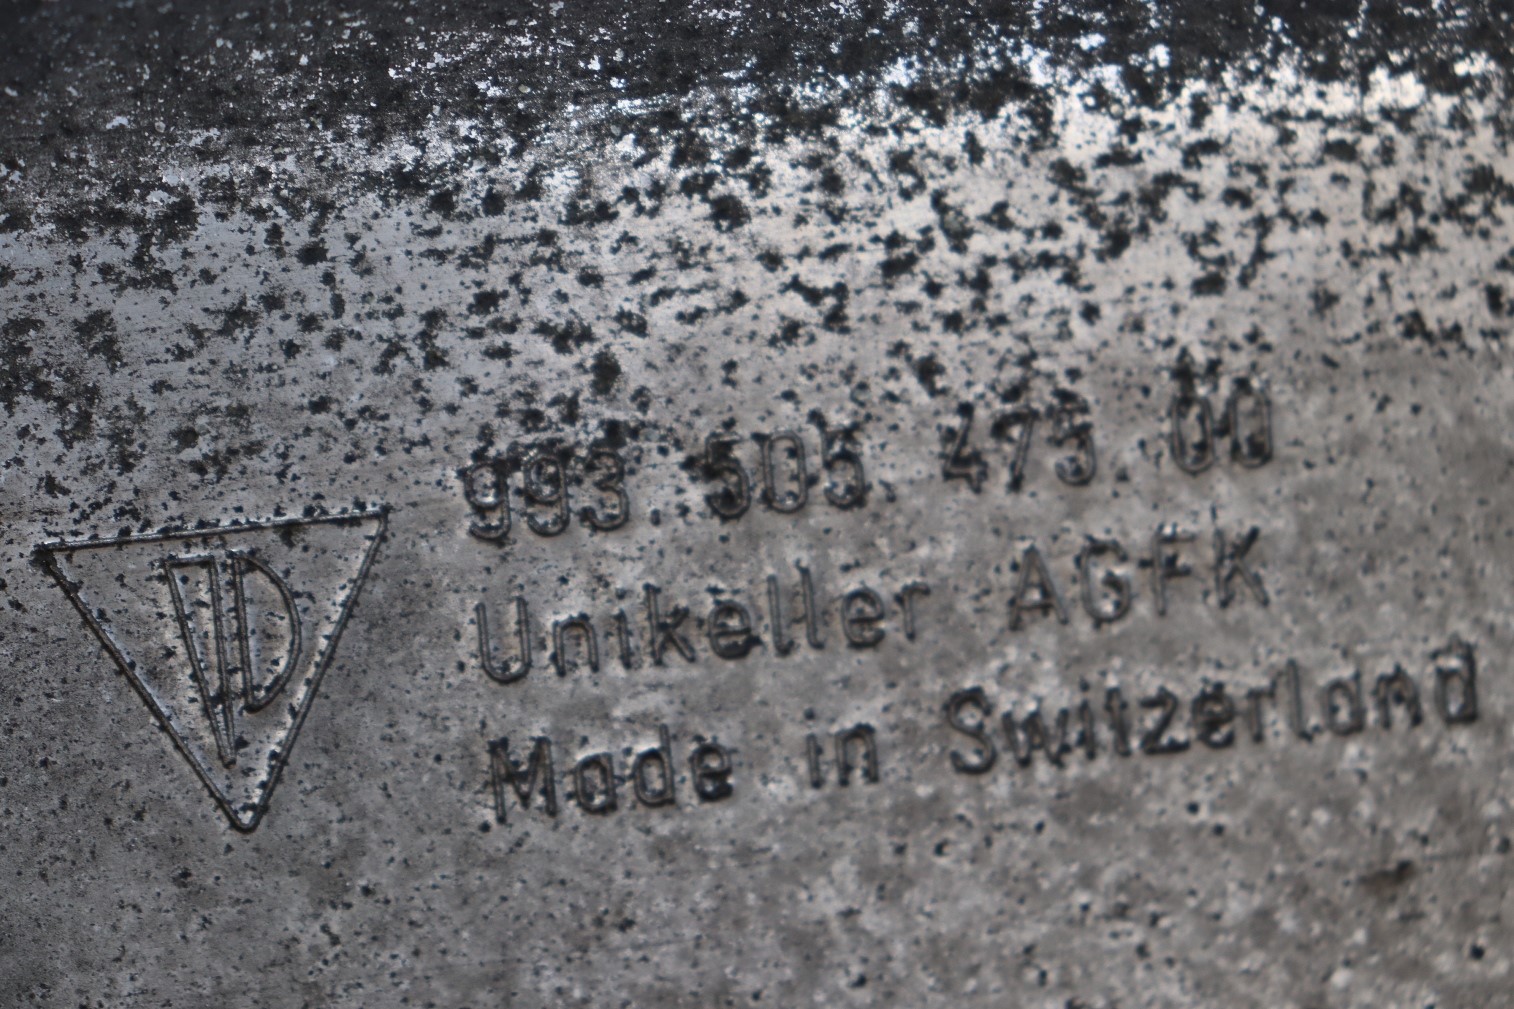 993.505.475.00
Unikeller AGFK
Made in Switzerland